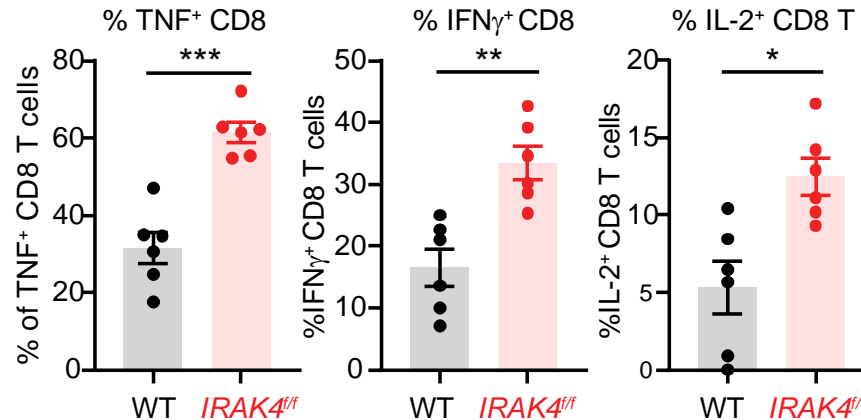 % TNF⁺ CD8
***
% of TNF⁺ CD8 T cells
80
60
40
20
0
WT IRAK4ᶠ/ᶠ
% IFNγ⁺ CD8
**
%IFNγ⁺ CD8 T cells
50
40
30
20
10
0
WT IRAK4ᶠ/ᶠ
% IL-2⁺ CD8 T
*
%IL-2⁺ CD8 T cells
20
15
10
5
0
WT IRAK4ᶠ/ᶠ